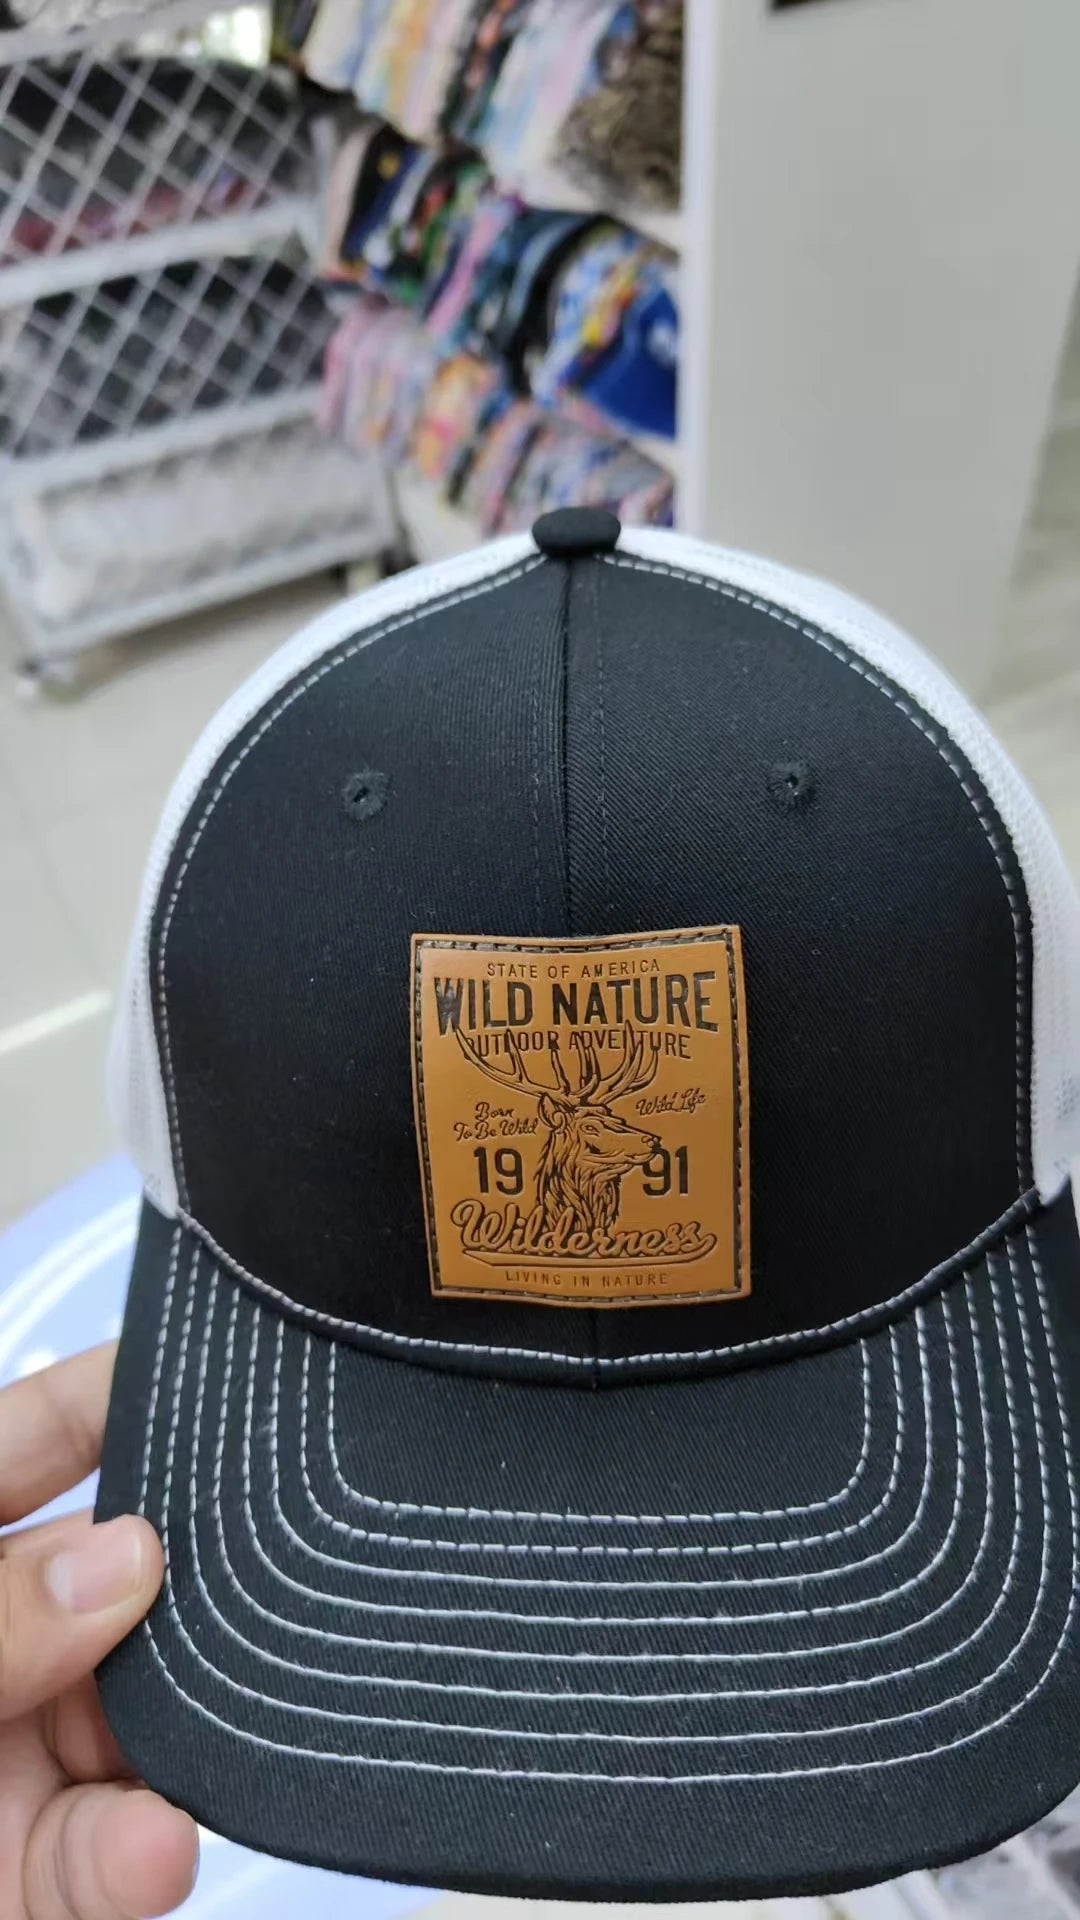 STATE OF AMERICA
WILD NATURE
OUTDOOR ADVENTURE
Born
To Be Wild
Wild Life
19 91
Wilderness
LIVING IN NATURE